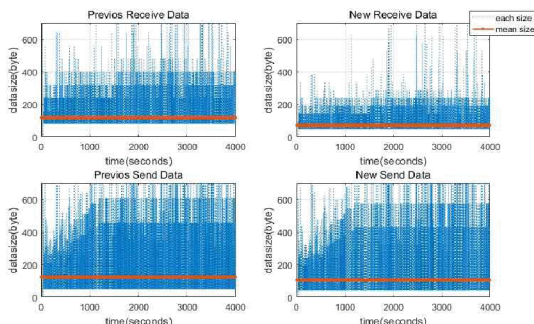 Previos Receive Data
New Receive Data
each size
mean size
datasize(byte)
600
400
200
0
0
1000
2000
3000
4000
time(seconds)
datasize(byte)
600
400
200
0
0
1000
2000
3000
4000
time(seconds)
Previos Send Data
New Send Data
datasize(byte)
600
400
200
0
0
1000
2000
3000
4000
time(seconds)
datasize(byte)
600
400
200
0
0
1000
2000
3000
4000
time(seconds)